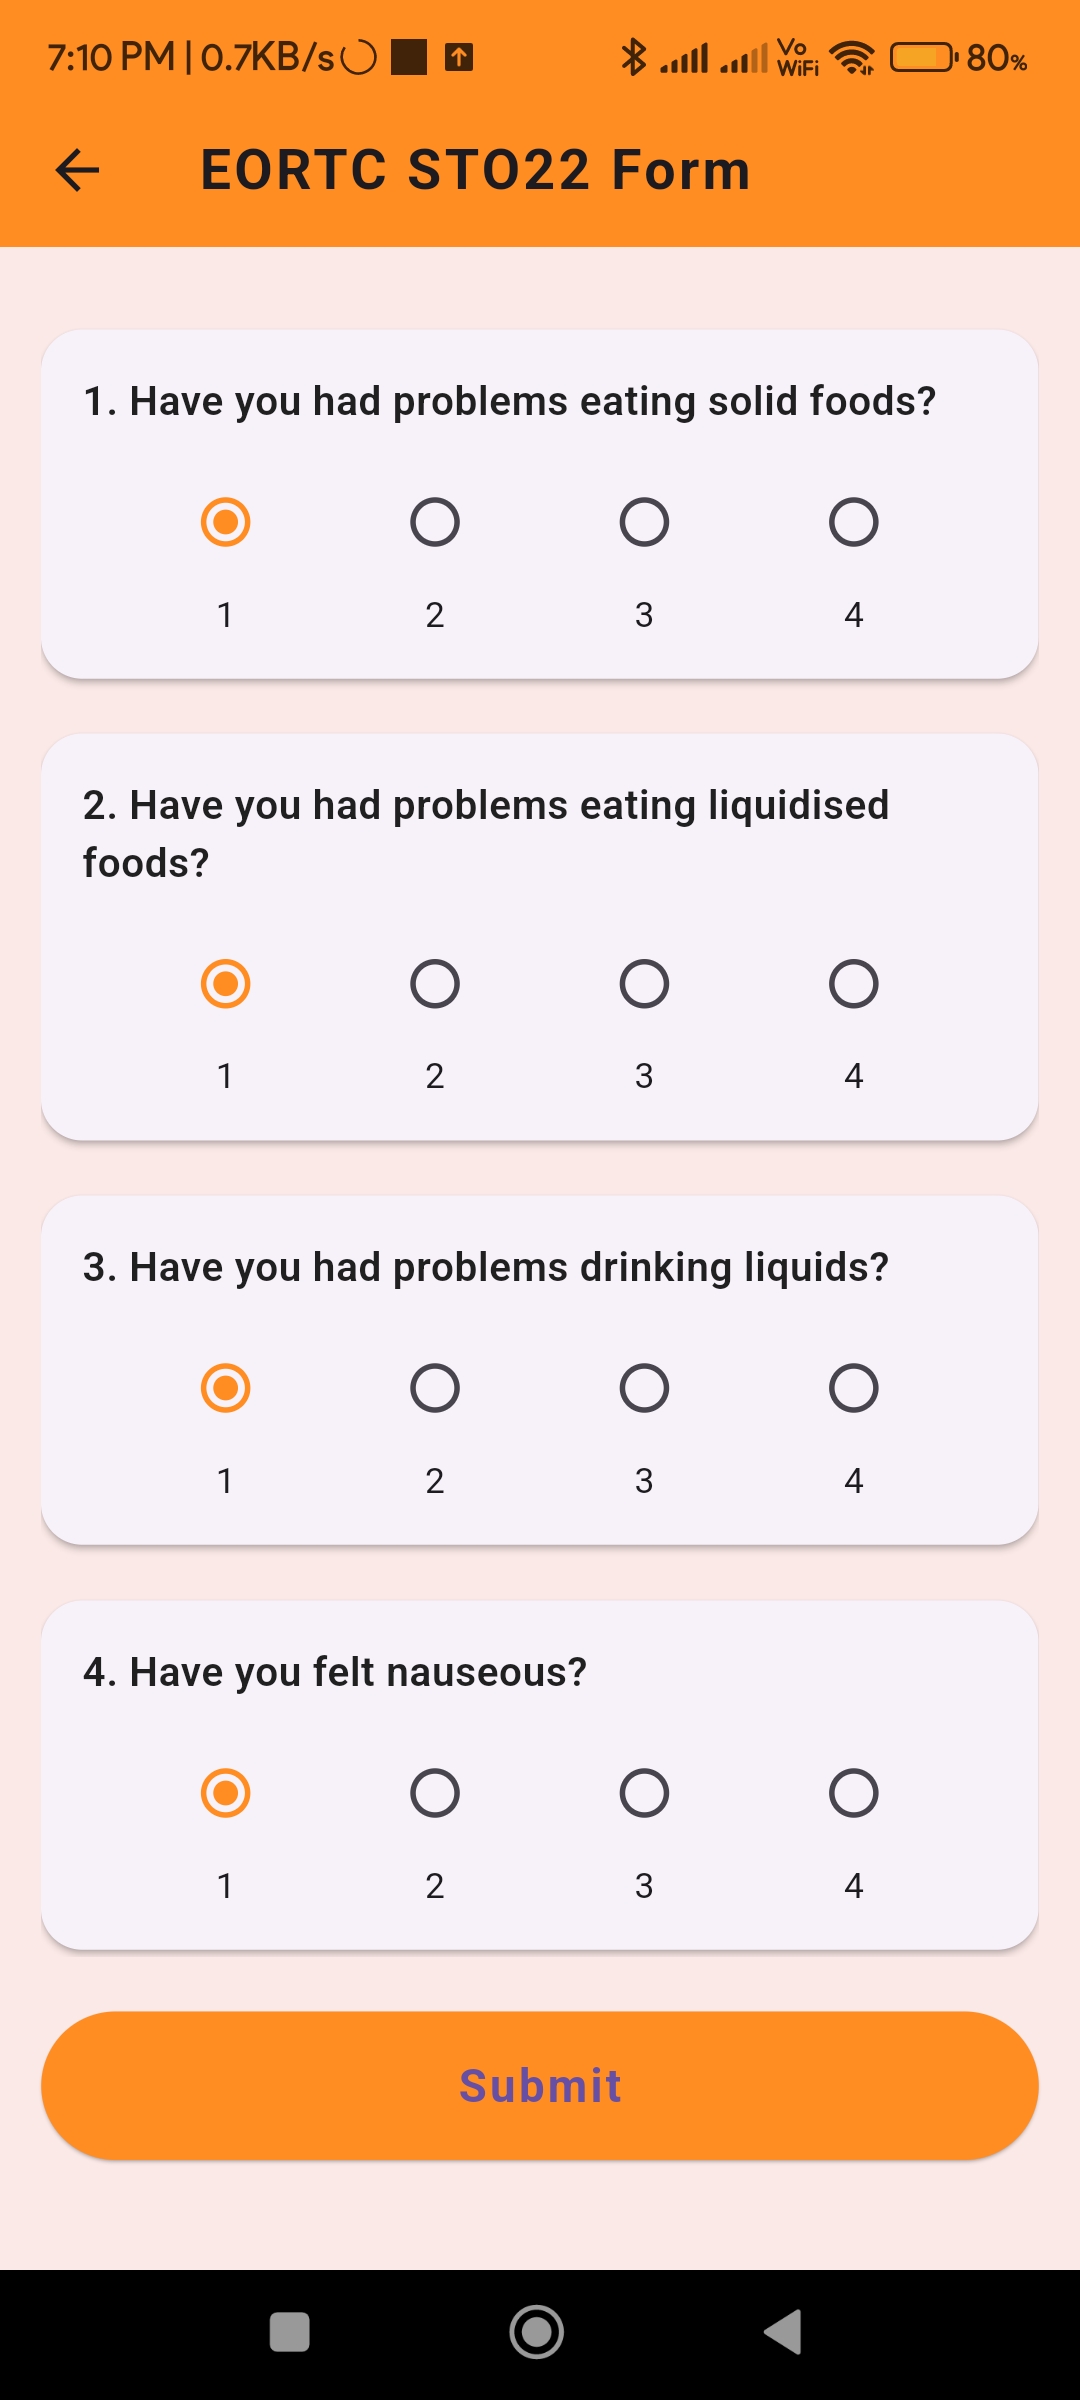 7:10 PM | 0.7KB/s Vo WiFi 80%
EORTC STO22 Form
1. Have you had problems eating solid foods?
1 2 3 4
2. Have you had problems eating liquidised
foods?
1 2 3 4
3. Have you had problems drinking liquids?
1 2 3 4
4. Have you felt nauseous?
1 2 3 4
Submit